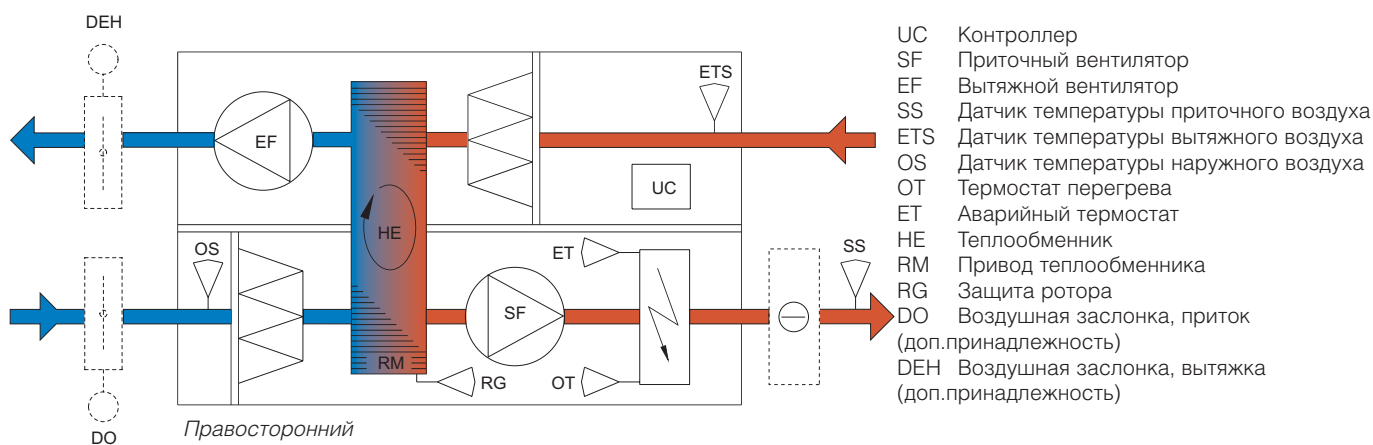 DEH
ETS
EF
UC
HE
OS
ET
SS
SF
RM
RG
OT
DO
Правосторонний
UC Контроллер
SF Приточный вентилятор
EF Вытяжной вентилятор
SS Датчик температуры приточного воздуха
ETS Датчик температуры вытяжного воздуха
OS Датчик температуры наружного воздуха
OT Термостат перегрева
ET Аварийный термостат
HE Теплообменник
RM Привод теплообменника
RG Защита ротора
DO Воздушная заслонка, приток
(доп.принадлежность)
DEH Воздушная заслонка, вытяжка
(доп.принадлежность)